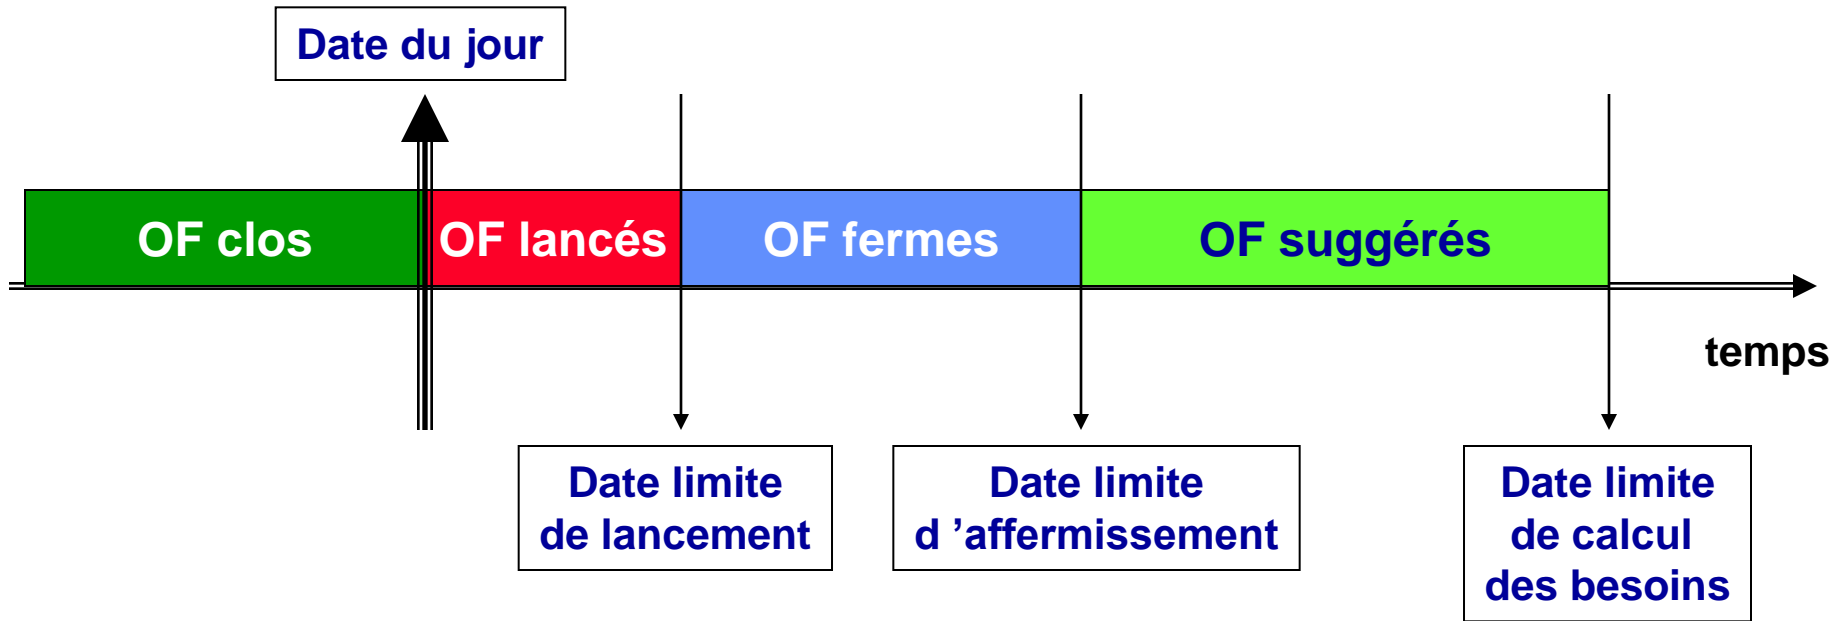 Date du jour
OF clos
OF lancés
OF fermes
OF suggérés
temps
Date limite
de lancement
Date limite
d ’affermissement
Date limite
de calcul
des besoins